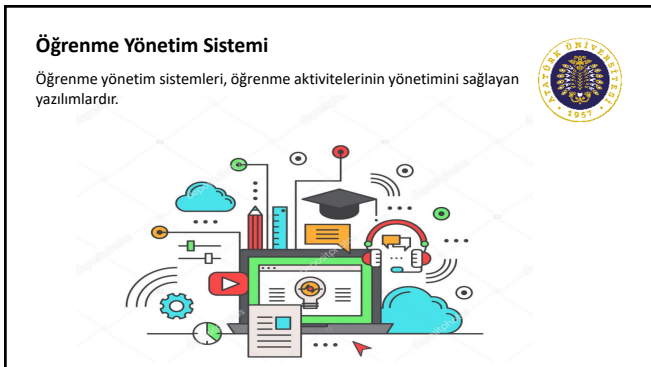 Öğrenme Yönetim Sistemi
Öğrenme yönetim sistemleri, öğrenme aktivitelerinin yönetimini sağlayan
yazılımlardır.
ATATÜRK ÜNİVERSİTESİ
1957